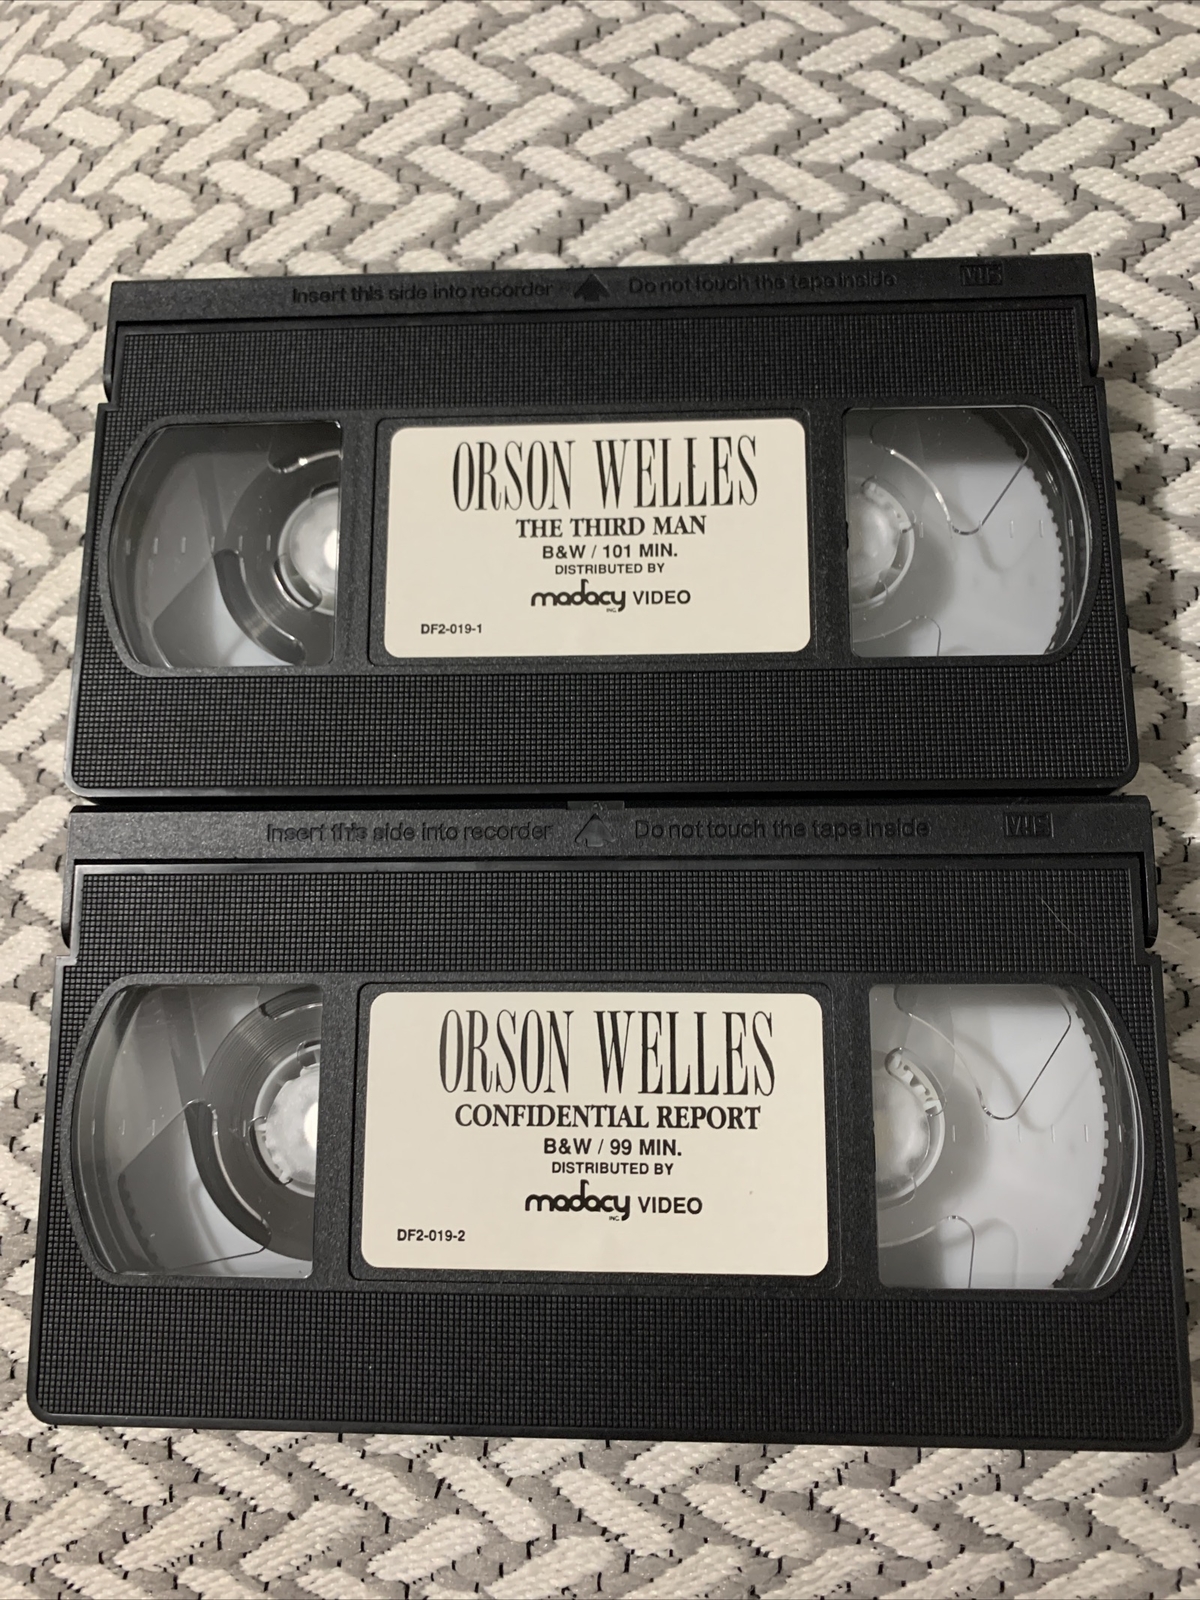 Insert this side into recorder Do not touch the tape inside VHS
ORSON WELLES
THE THIRD MAN
B&W / 101 MIN.
DISTRIBUTED BY
madacy VIDEO
INC.
DF2-019-1
Insert this side into recorder Do not touch the tape inside VHS
ORSON WELLES
CONFIDENTIAL REPORT
B&W / 99 MIN.
DISTRIBUTED BY
madacy VIDEO
INC.
DF2-019-2